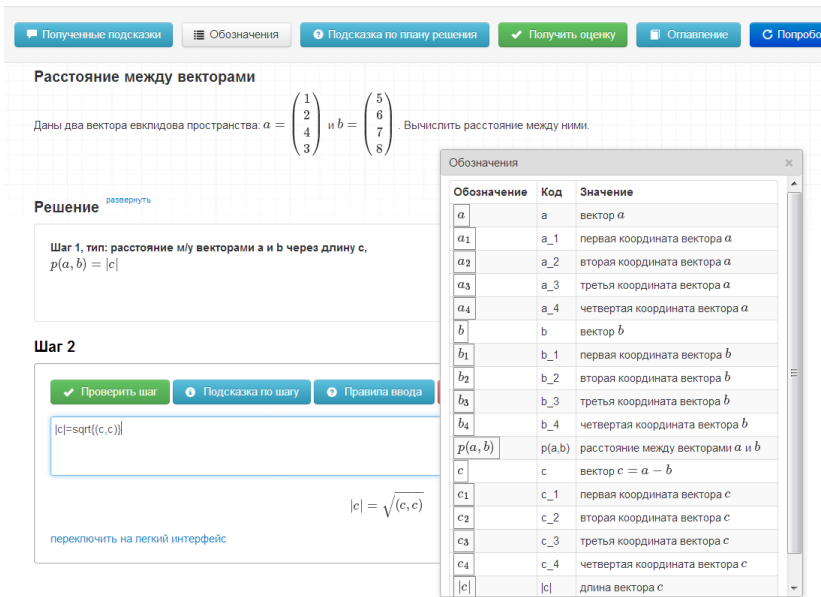 Полученные подсказки Обозначения Подсказка по плану решения Получить оценку Оглавление Попробо
Расстояние между векторами
Даны два вектора евклидова пространства: a = (1 2 4 3) и b = (5 6 7 8) . Вычислить расстояние между ними.
Решение развернуть
Шаг 1, тип: расстояние м/у векторами a и b через длину c,
p(a, b) = |c|
Шаг 2
Проверить шаг Подсказка по шагу Правила ввода
|c|=sqrt{(c,c)}
|c| = √(c, c)
переключить на легкий интерфейс
Обозначения ×
Обозначение Код Значение
a a вектор a
a₁ a_1 первая координата вектора a
a₂ a_2 вторая координата вектора a
a₃ a_3 третья координата вектора a
a₄ a_4 четвертая координата вектора a
b b вектор b
b₁ b_1 первая координата вектора b
b₂ b_2 вторая координата вектора b
b₃ b_3 третья координата вектора b
b₄ b_4 четвертая координата вектора b
p(a, b) p(a,b) расстояние между векторами a и b
c c вектор c = a − b
c₁ c_1 первая координата вектора c
c₂ c_2 вторая координата вектора c
c₃ c_3 третья координата вектора c
c₄ c_4 четвертая координата вектора c
|c| |c| длина вектора c